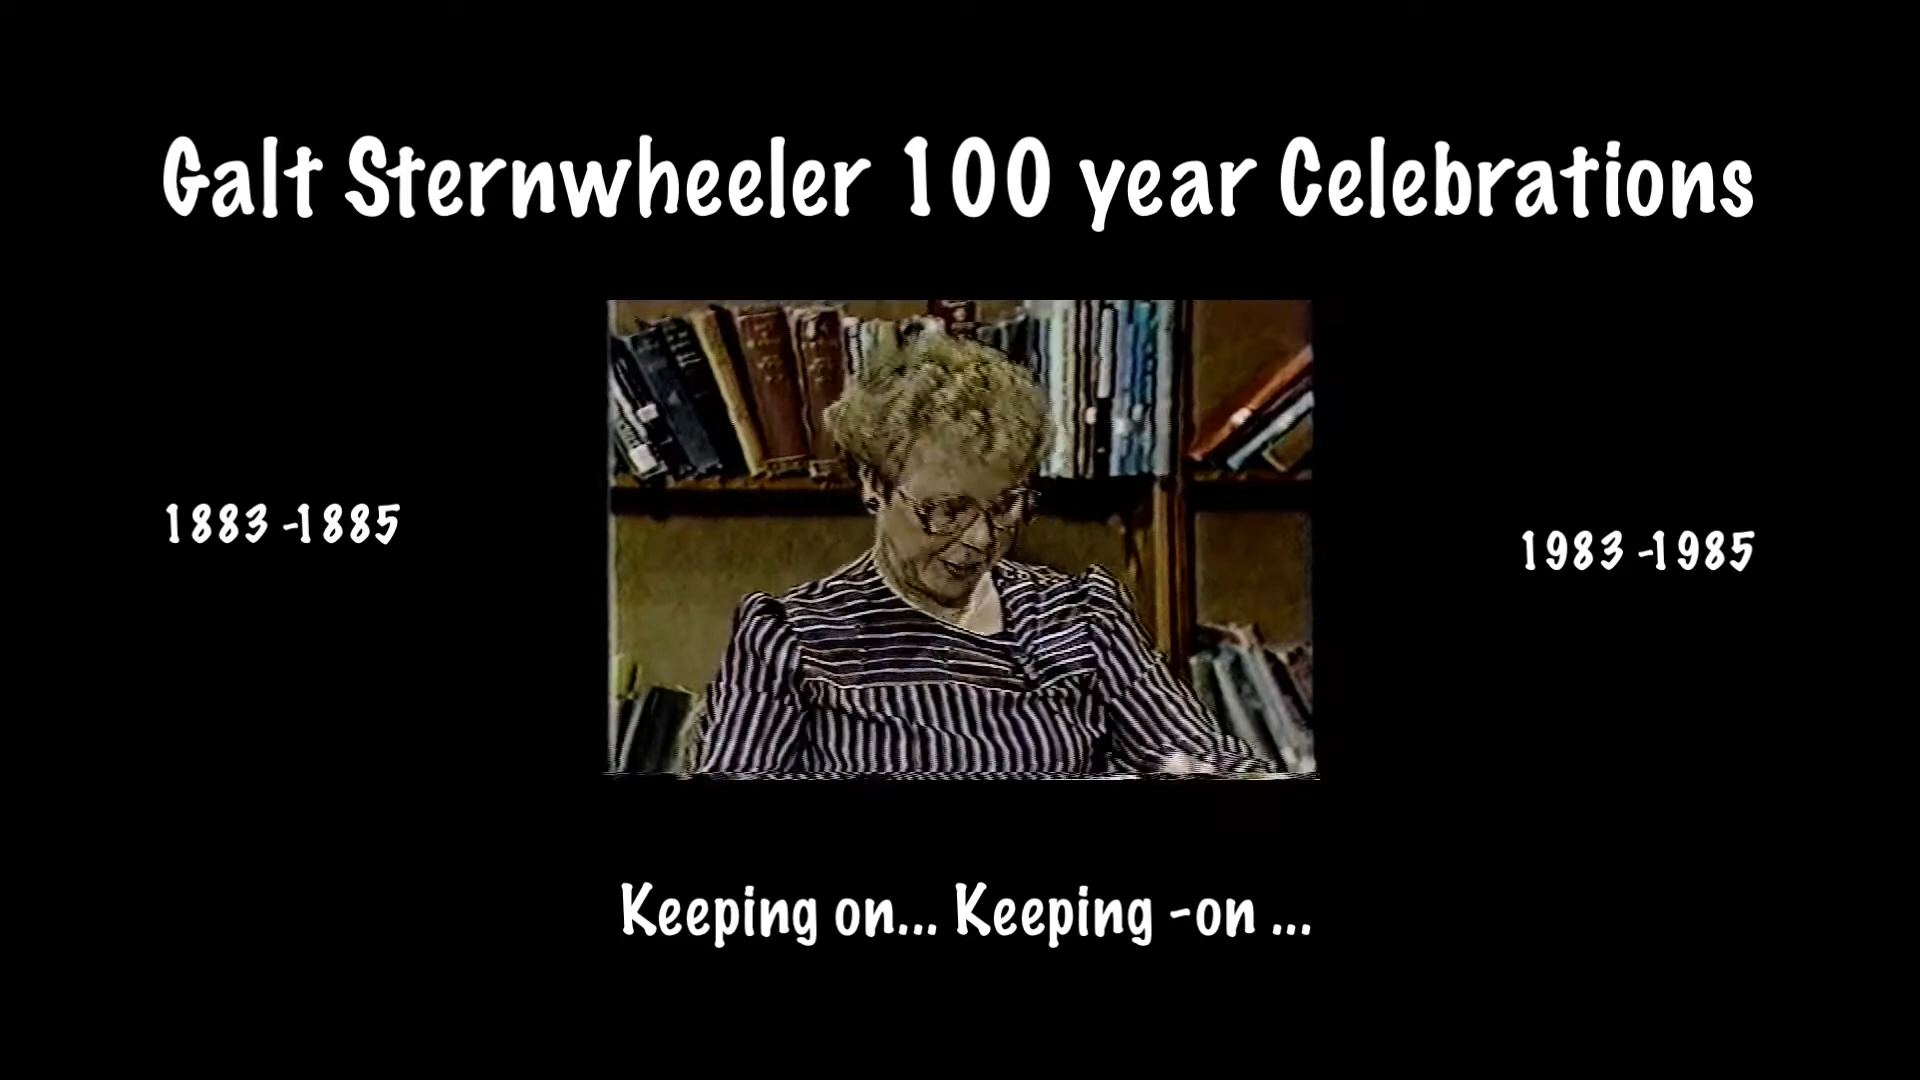 Galt Sternwheeler 100 year Celebrations
1883 -1885
1983 -1985
Keeping on... Keeping -on ...